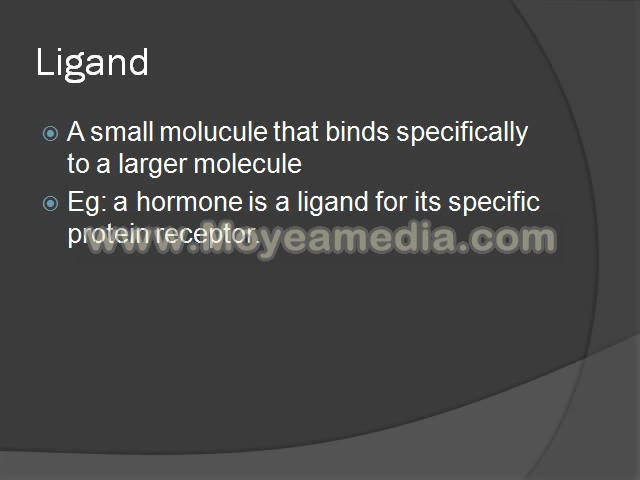 Ligand
A small molucule that binds specifically
to a larger molecule
Eg: a hormone is a ligand for its specific
protein receptor.
www.Moyeamedia.com